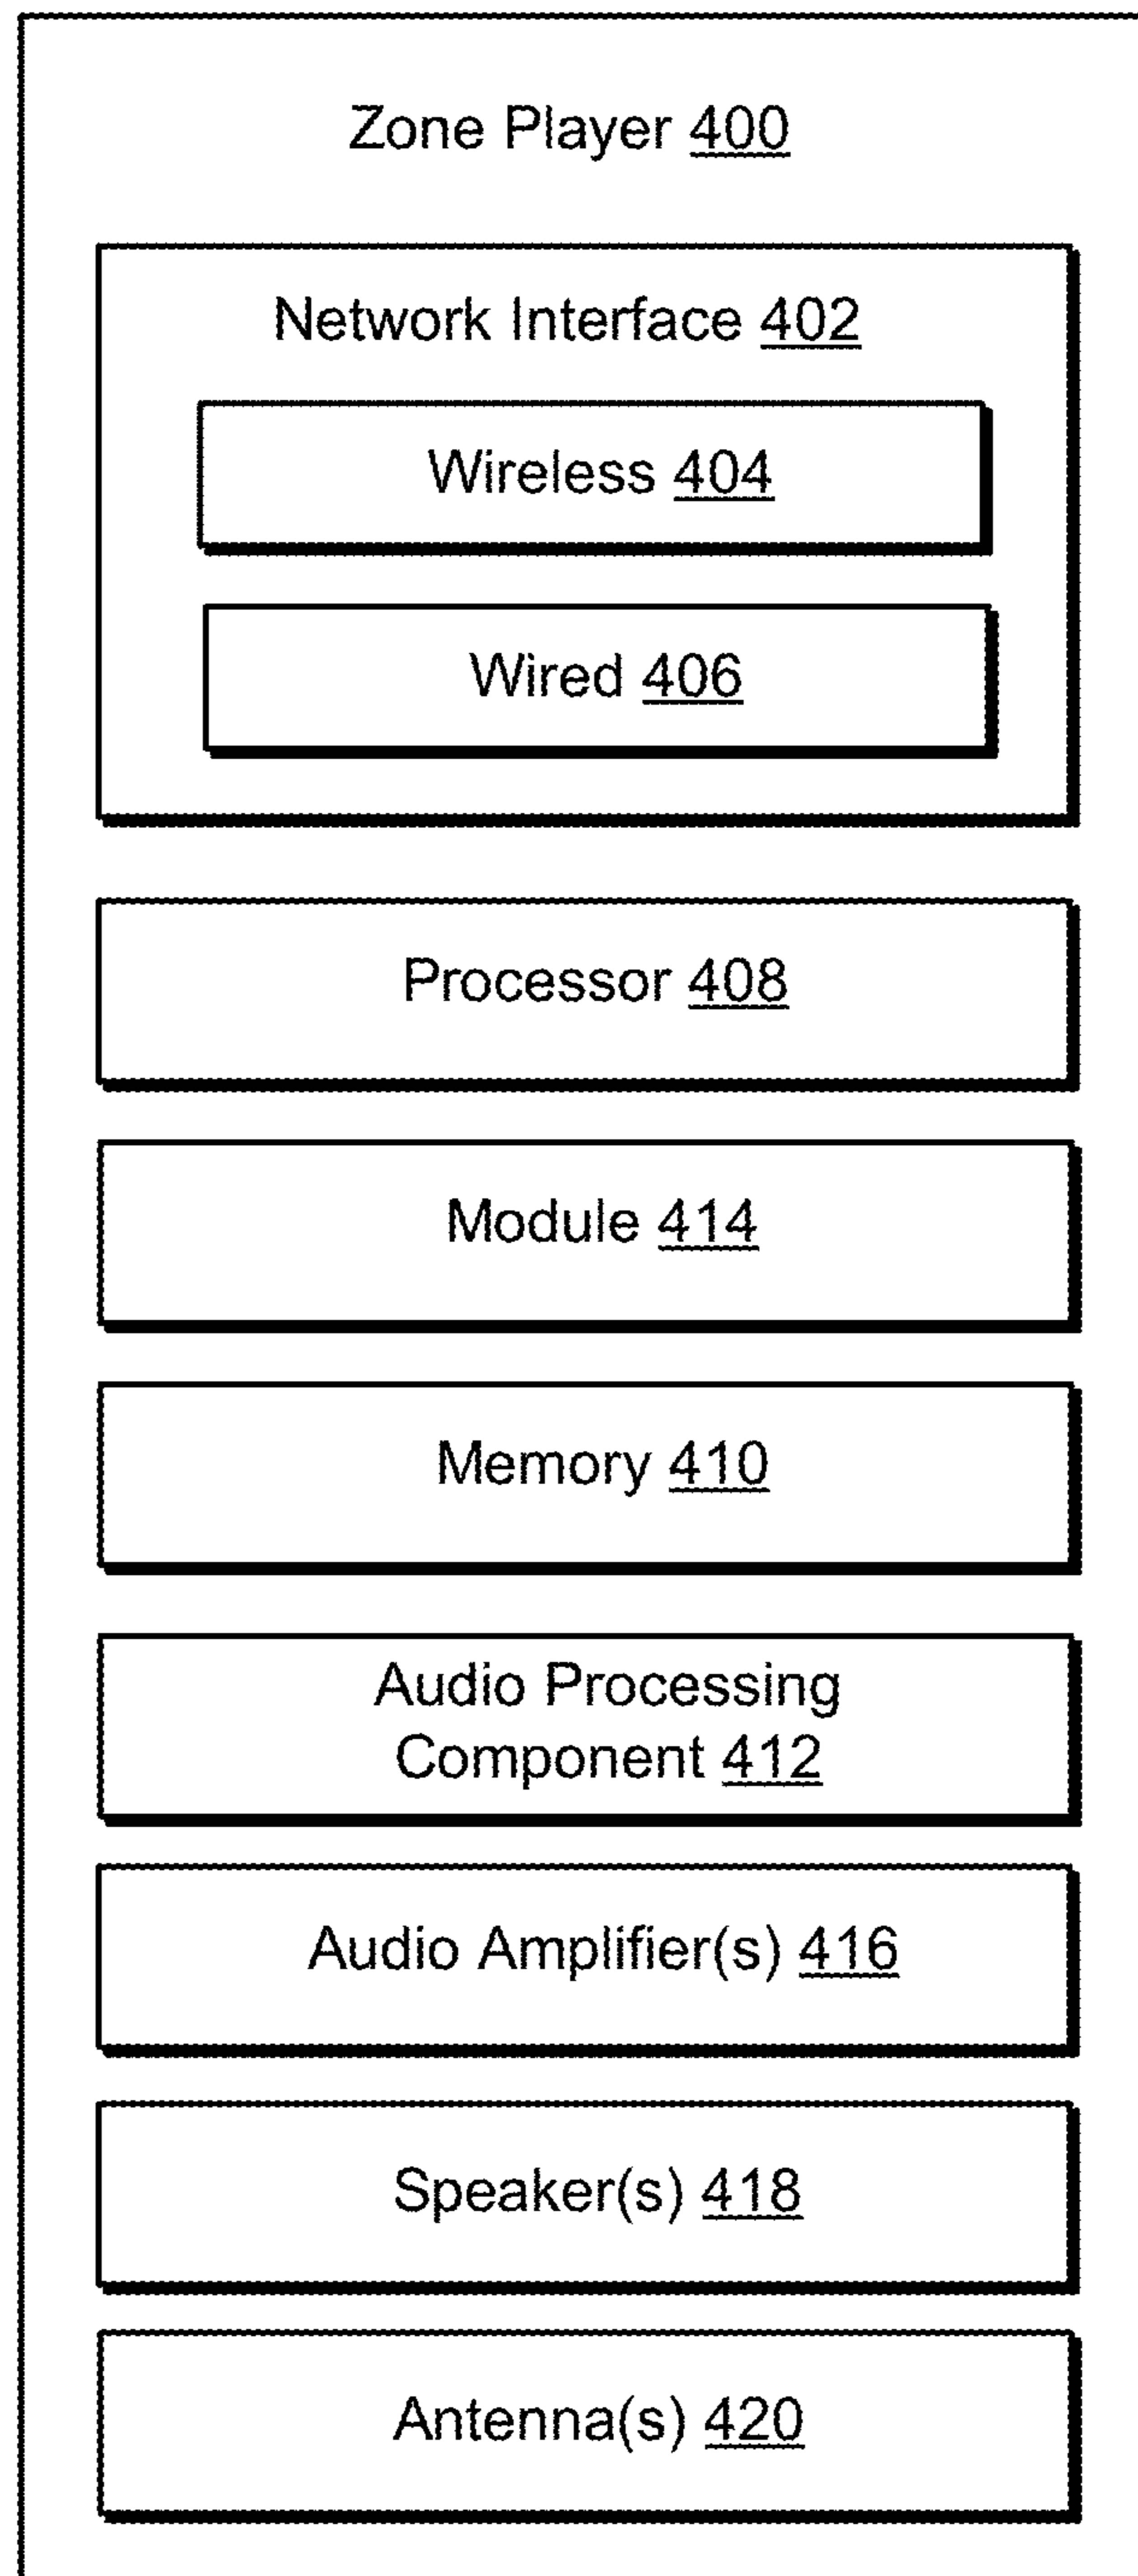 Zone Player 400
Network Interface 402
Wireless 404
Wired 406
Processor 408
Module 414
Memory 410
Audio Processing
Component 412
Audio Amplifier(s) 416
Speaker(s) 418
Antenna(s) 420